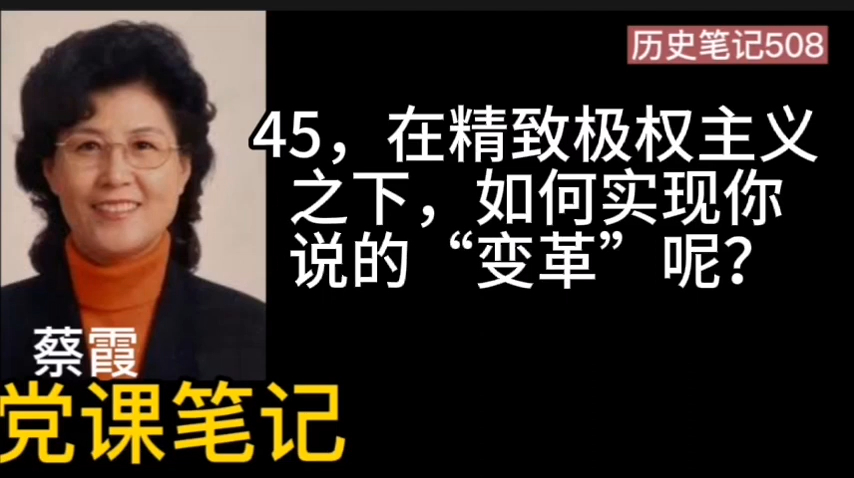 历史笔记508
45，在精致极权主义
之下，如何实现你
说的“变革”呢？
蔡霞
党课笔记